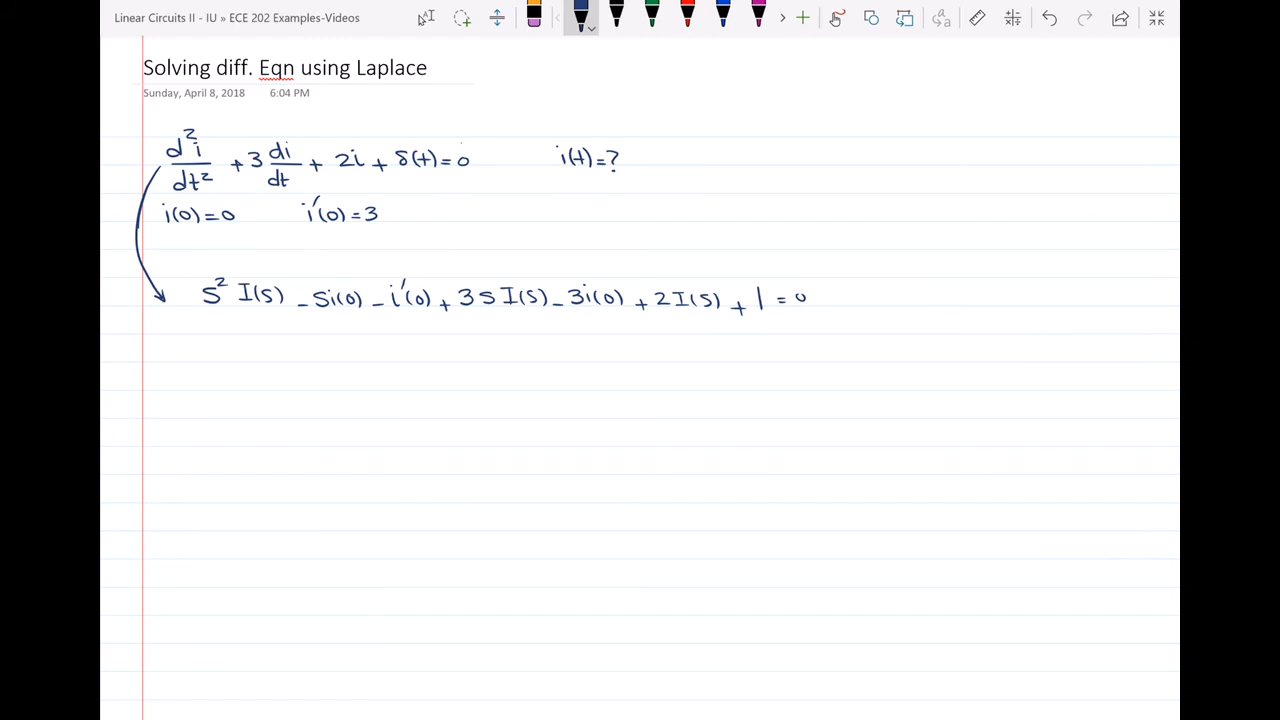 Linear Circuits II - IU » ECE 202 Examples-Videos
Solving diff. Eqn using Laplace
Sunday, April 8, 2018 6:04 PM
d²i/dt² + 3 di/dt + 2i + δ(t) = 0 i(t) = ?
i(0) = 0 i′(0) = 3
S² I(S) - Si(0) - i′(0) + 3S I(S) - 3i(0) + 2I(S) + 1 = 0